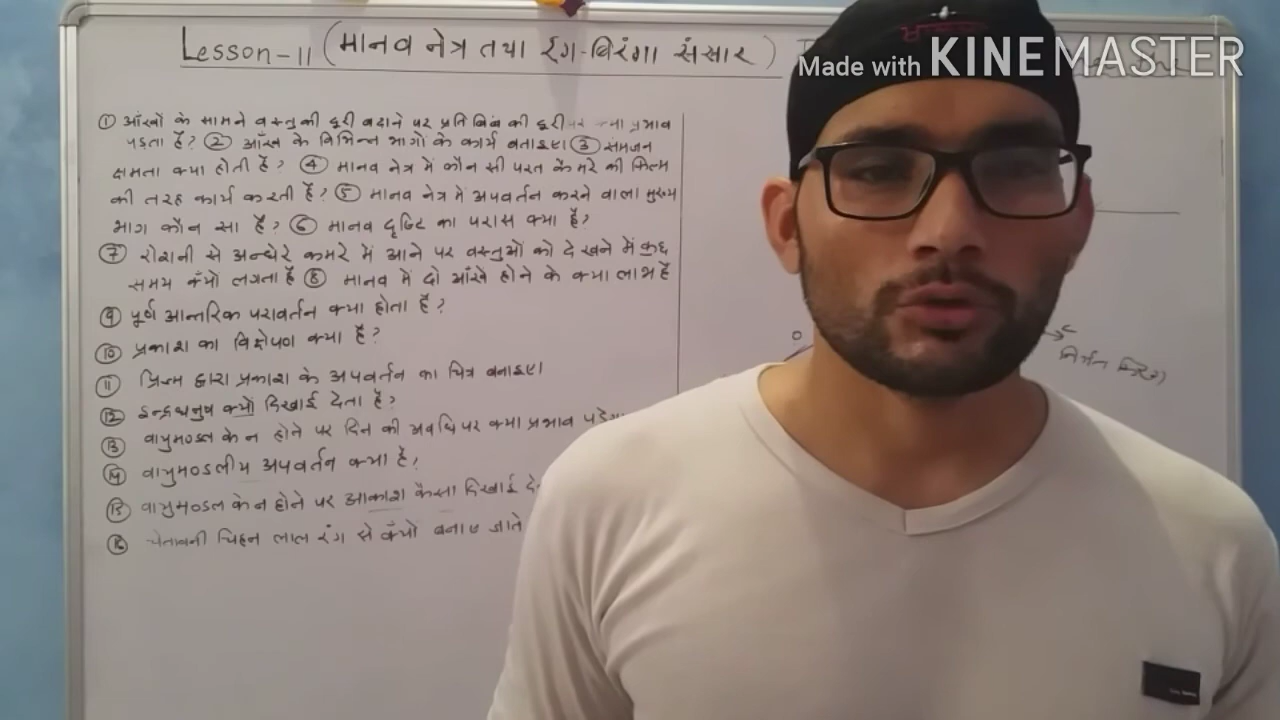 Lesson-11 (मानव नेत्र तथा रंग-बिरंगा संसार)
Made with KINEMASTER
① आँखों के सामने वस्तु की दूरी बढाने पर प्रतिबिंब की दूरी पर क्या प्रभाव
पड़ता है? ② आँख के विभिन्न भागों के कार्य बताइए। ③ समजन
क्षमता क्या होती है? ④ मानव नेत्र में कौन सी परत कैमरे की फिल्म
की तरह कार्य करती है? ⑤ मानव नेत्र में अपवर्तन करने वाला मुख्य
भाग कौन सा है? ⑥ मानव दृष्टि का परास क्या है?
⑦ रोशनी से अन्धेरे कमरे में आने पर वस्तुओं को देखने में कुछ
समय क्यों लगता है ⑧ मानव में दो आँखे होने के क्या लाभ है
⑨ पूर्ण आन्तरिक परावर्तन क्या होता है?
⑩ प्रकाश का विक्षेपण क्या है?
⑪ प्रिज्म द्वारा प्रकाश के अपवर्तन का चित्र बनाइए।
⑫ इन्द्रधनुष क्यों दिखाई देता है?
⑬ वायुमण्डल के न होने पर दिन की अवधि पर क्या प्रभाव
⑭ वायुमण्डलीय अपवर्तन क्या है?
⑮ वायुमण्डल के न होने पर आकाश कैसा दिखाई
⑯ चेतावनी चिहन लाल रंग से क्यों बनाए जाते
निर्गत किरण